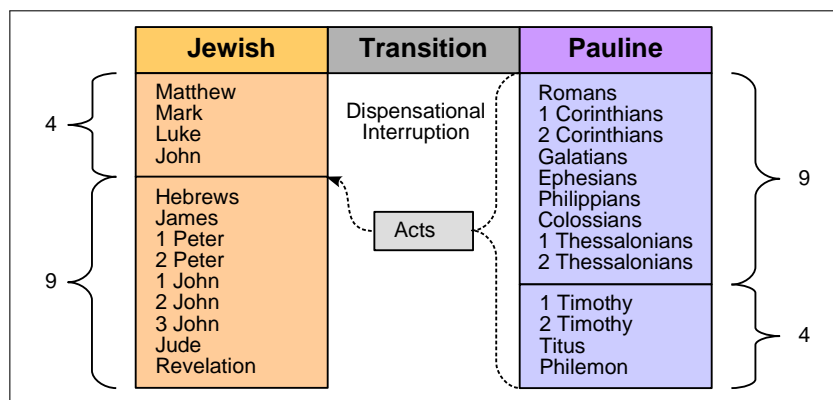 Jewish
Transition
Pauline
4
Matthew
Mark
Luke
John
9
Hebrews
James
1 Peter
2 Peter
1 John
2 John
3 John
Jude
Revelation
Dispensational
Interruption
Acts
Romans
1 Corinthians
2 Corinthians
Galatians
Ephesians
Philippians
Colossians
1 Thessalonians
2 Thessalonians
9
1 Timothy
2 Timothy
Titus
Philemon
4